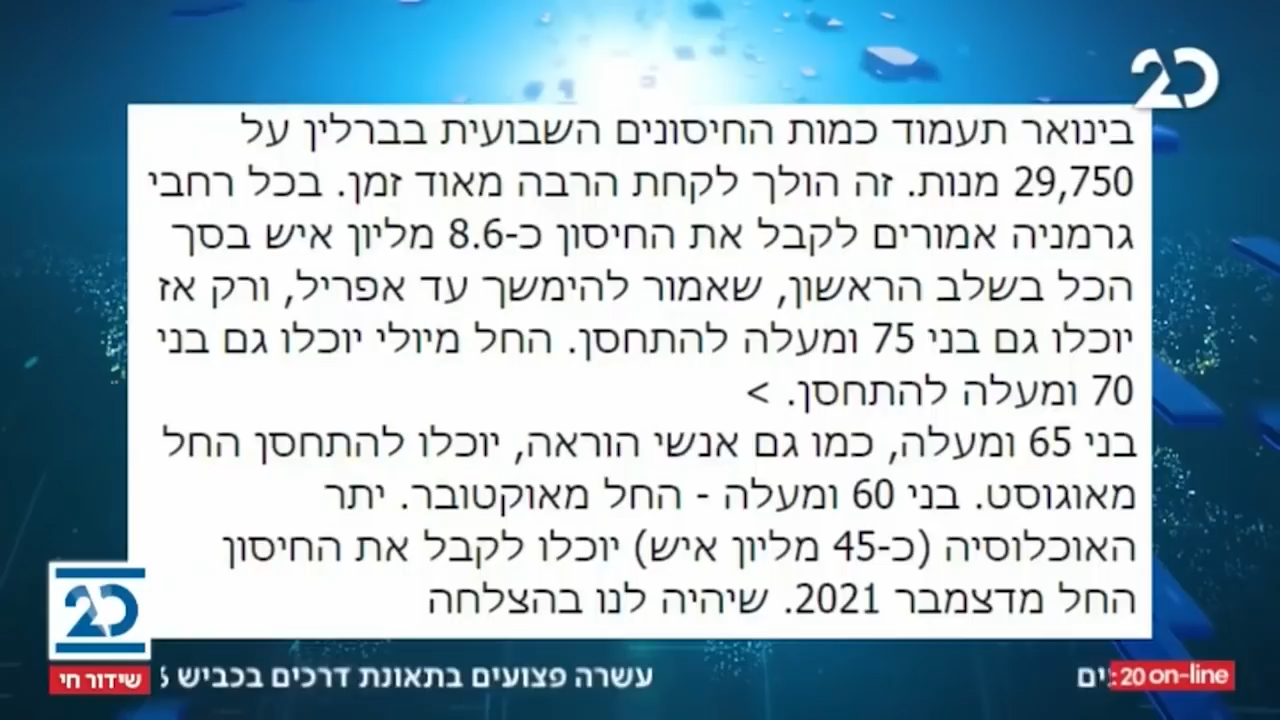 20
בינואר תעמוד כמות החיסונים השבועית בברלין על
29,750 מנות. זה הולך לקחת הרבה מאוד זמן. בכל רחבי
גרמניה אמורים לקבל את החיסון כ-8.6 מליון איש בסך
הכל בשלב הראשון, שאמור להימשך עד אפריל, ורק אז
יוכלו גם בני 75 ומעלה להתחסן. החל מיולי יוכלו גם בני
70 ומעלה להתחסן. >
בני 65 ומעלה, כמו גם אנשי הוראה, יוכלו להתחסן החל
מאוגוסט. בני 60 ומעלה - החל מאוקטובר. יתר
האוכלוסיה (כ-45 מליון איש) יוכלו לקבל את החיסון
החל מדצמבר 2021. שיהיה לנו בהצלחה
20
שידור חי
20 on-line
עשרה פצועים בתאונת דרכים בכביש